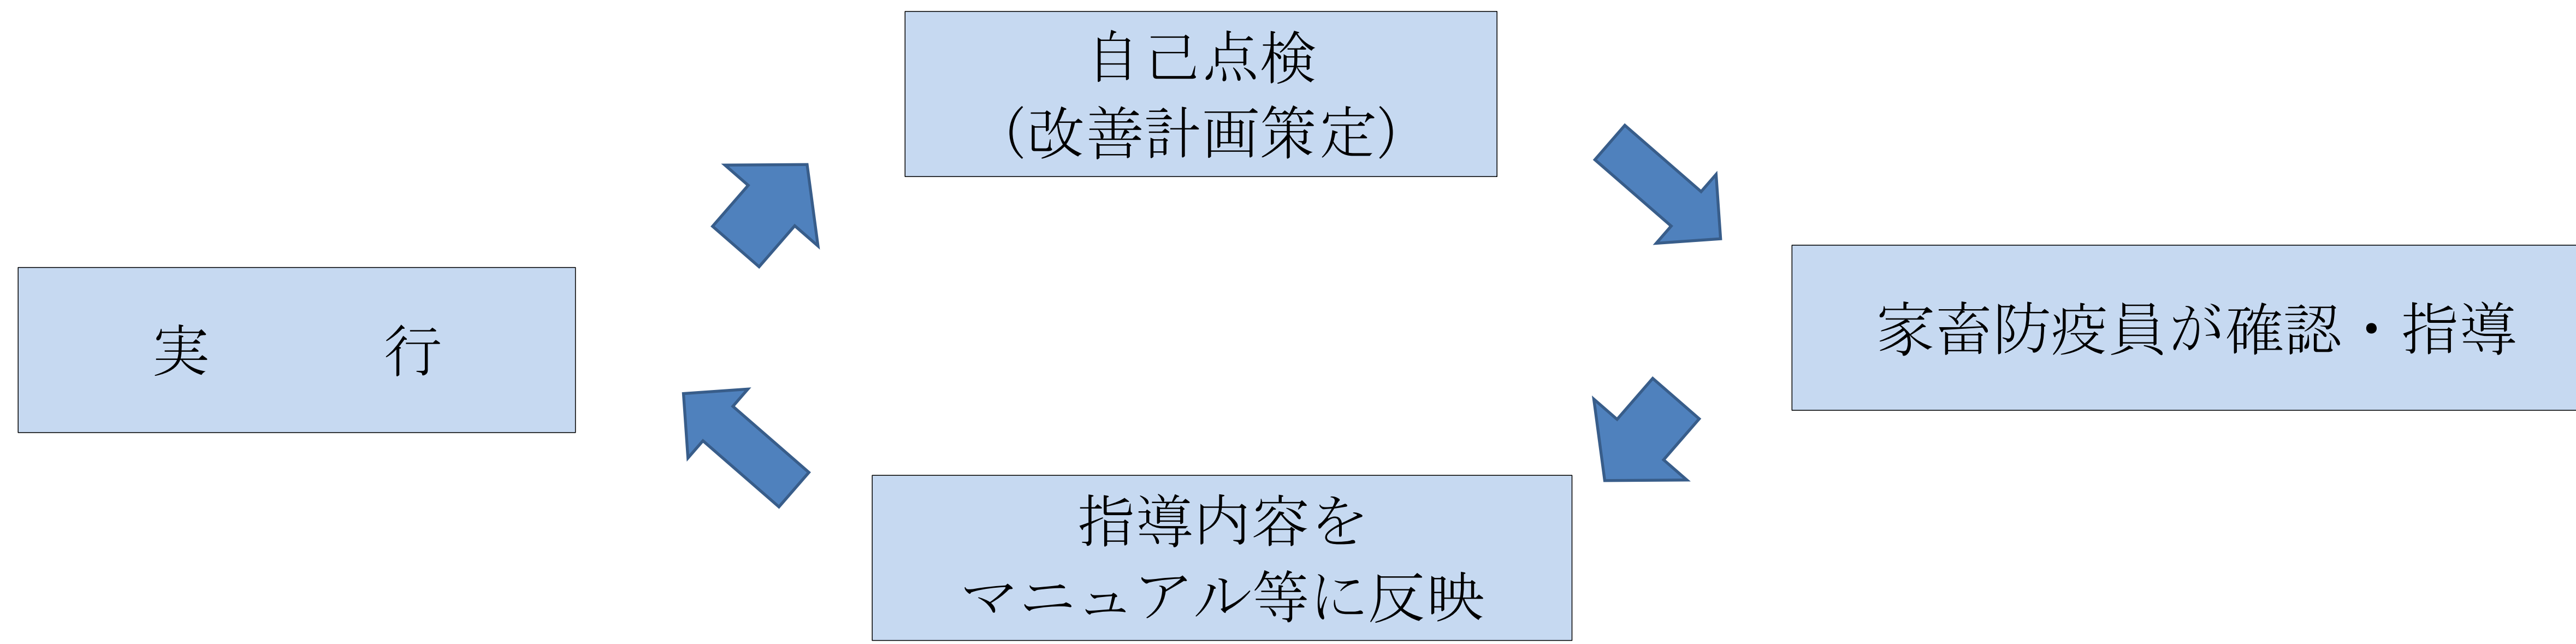 自己点検
（改善計画策定）
家畜防疫員が確認・指導
実　　　行
指導内容を
マニュアル等に反映